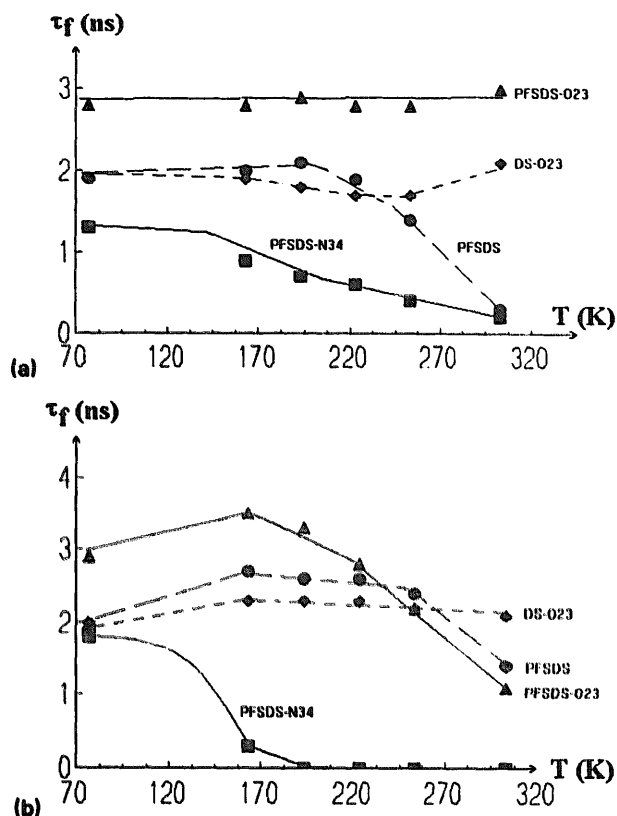 τf (ns)
3
PFSDS-O23
2
DS-O23
1
PFSDS-N34
PFSDS
0
T (K)
70 120 170 220 270 320
(a)
τf (ns)
4
3
2
DS-O23
PFSDS
1
PFSDS-O23
PFSDS-N34
0
T (K)
70 120 170 220 270 320
(b)